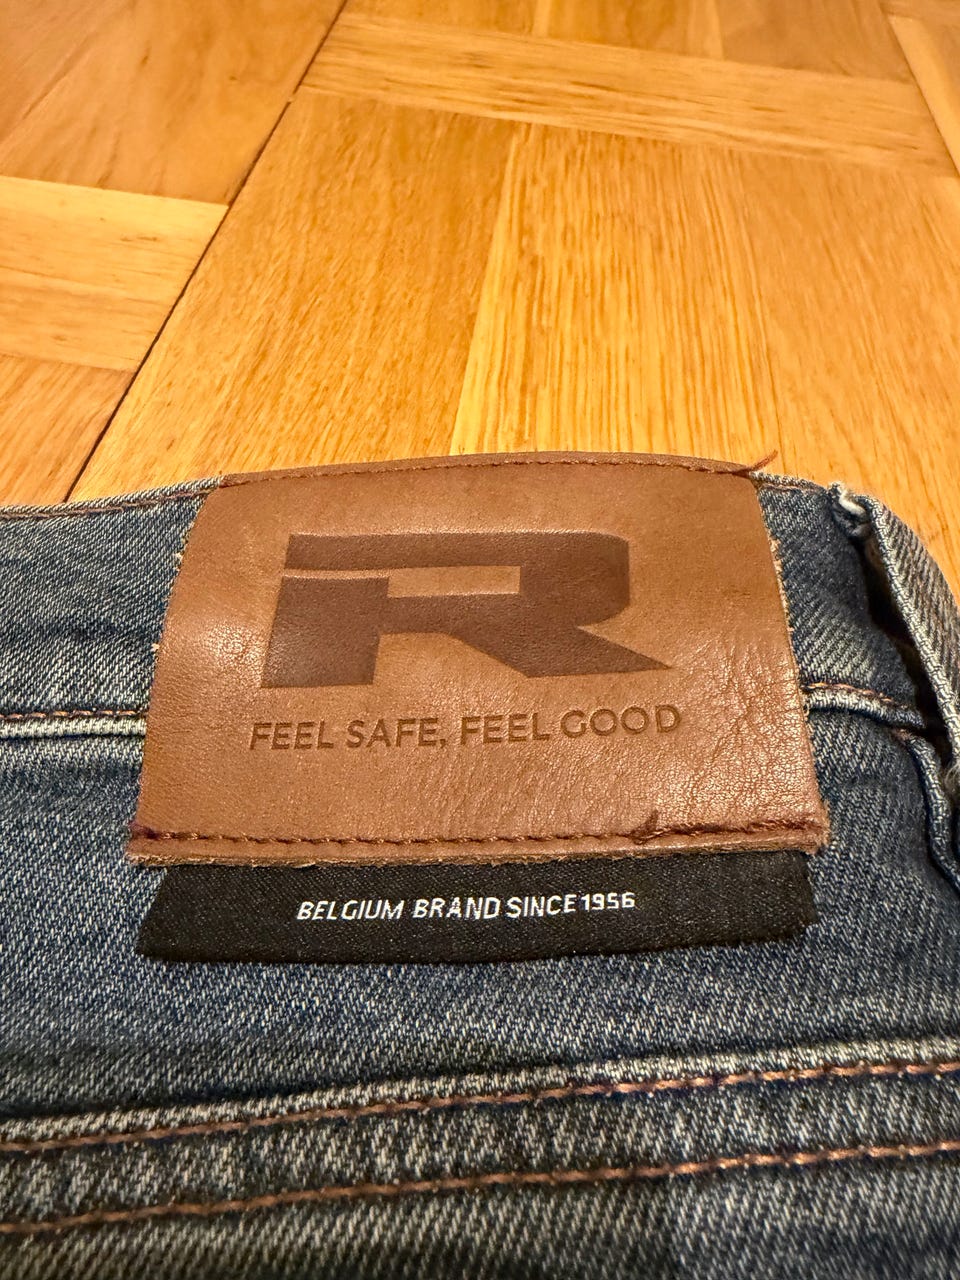 R
FEEL SAFE, FEEL GOOD
BELGIUM BRAND SINCE 1956